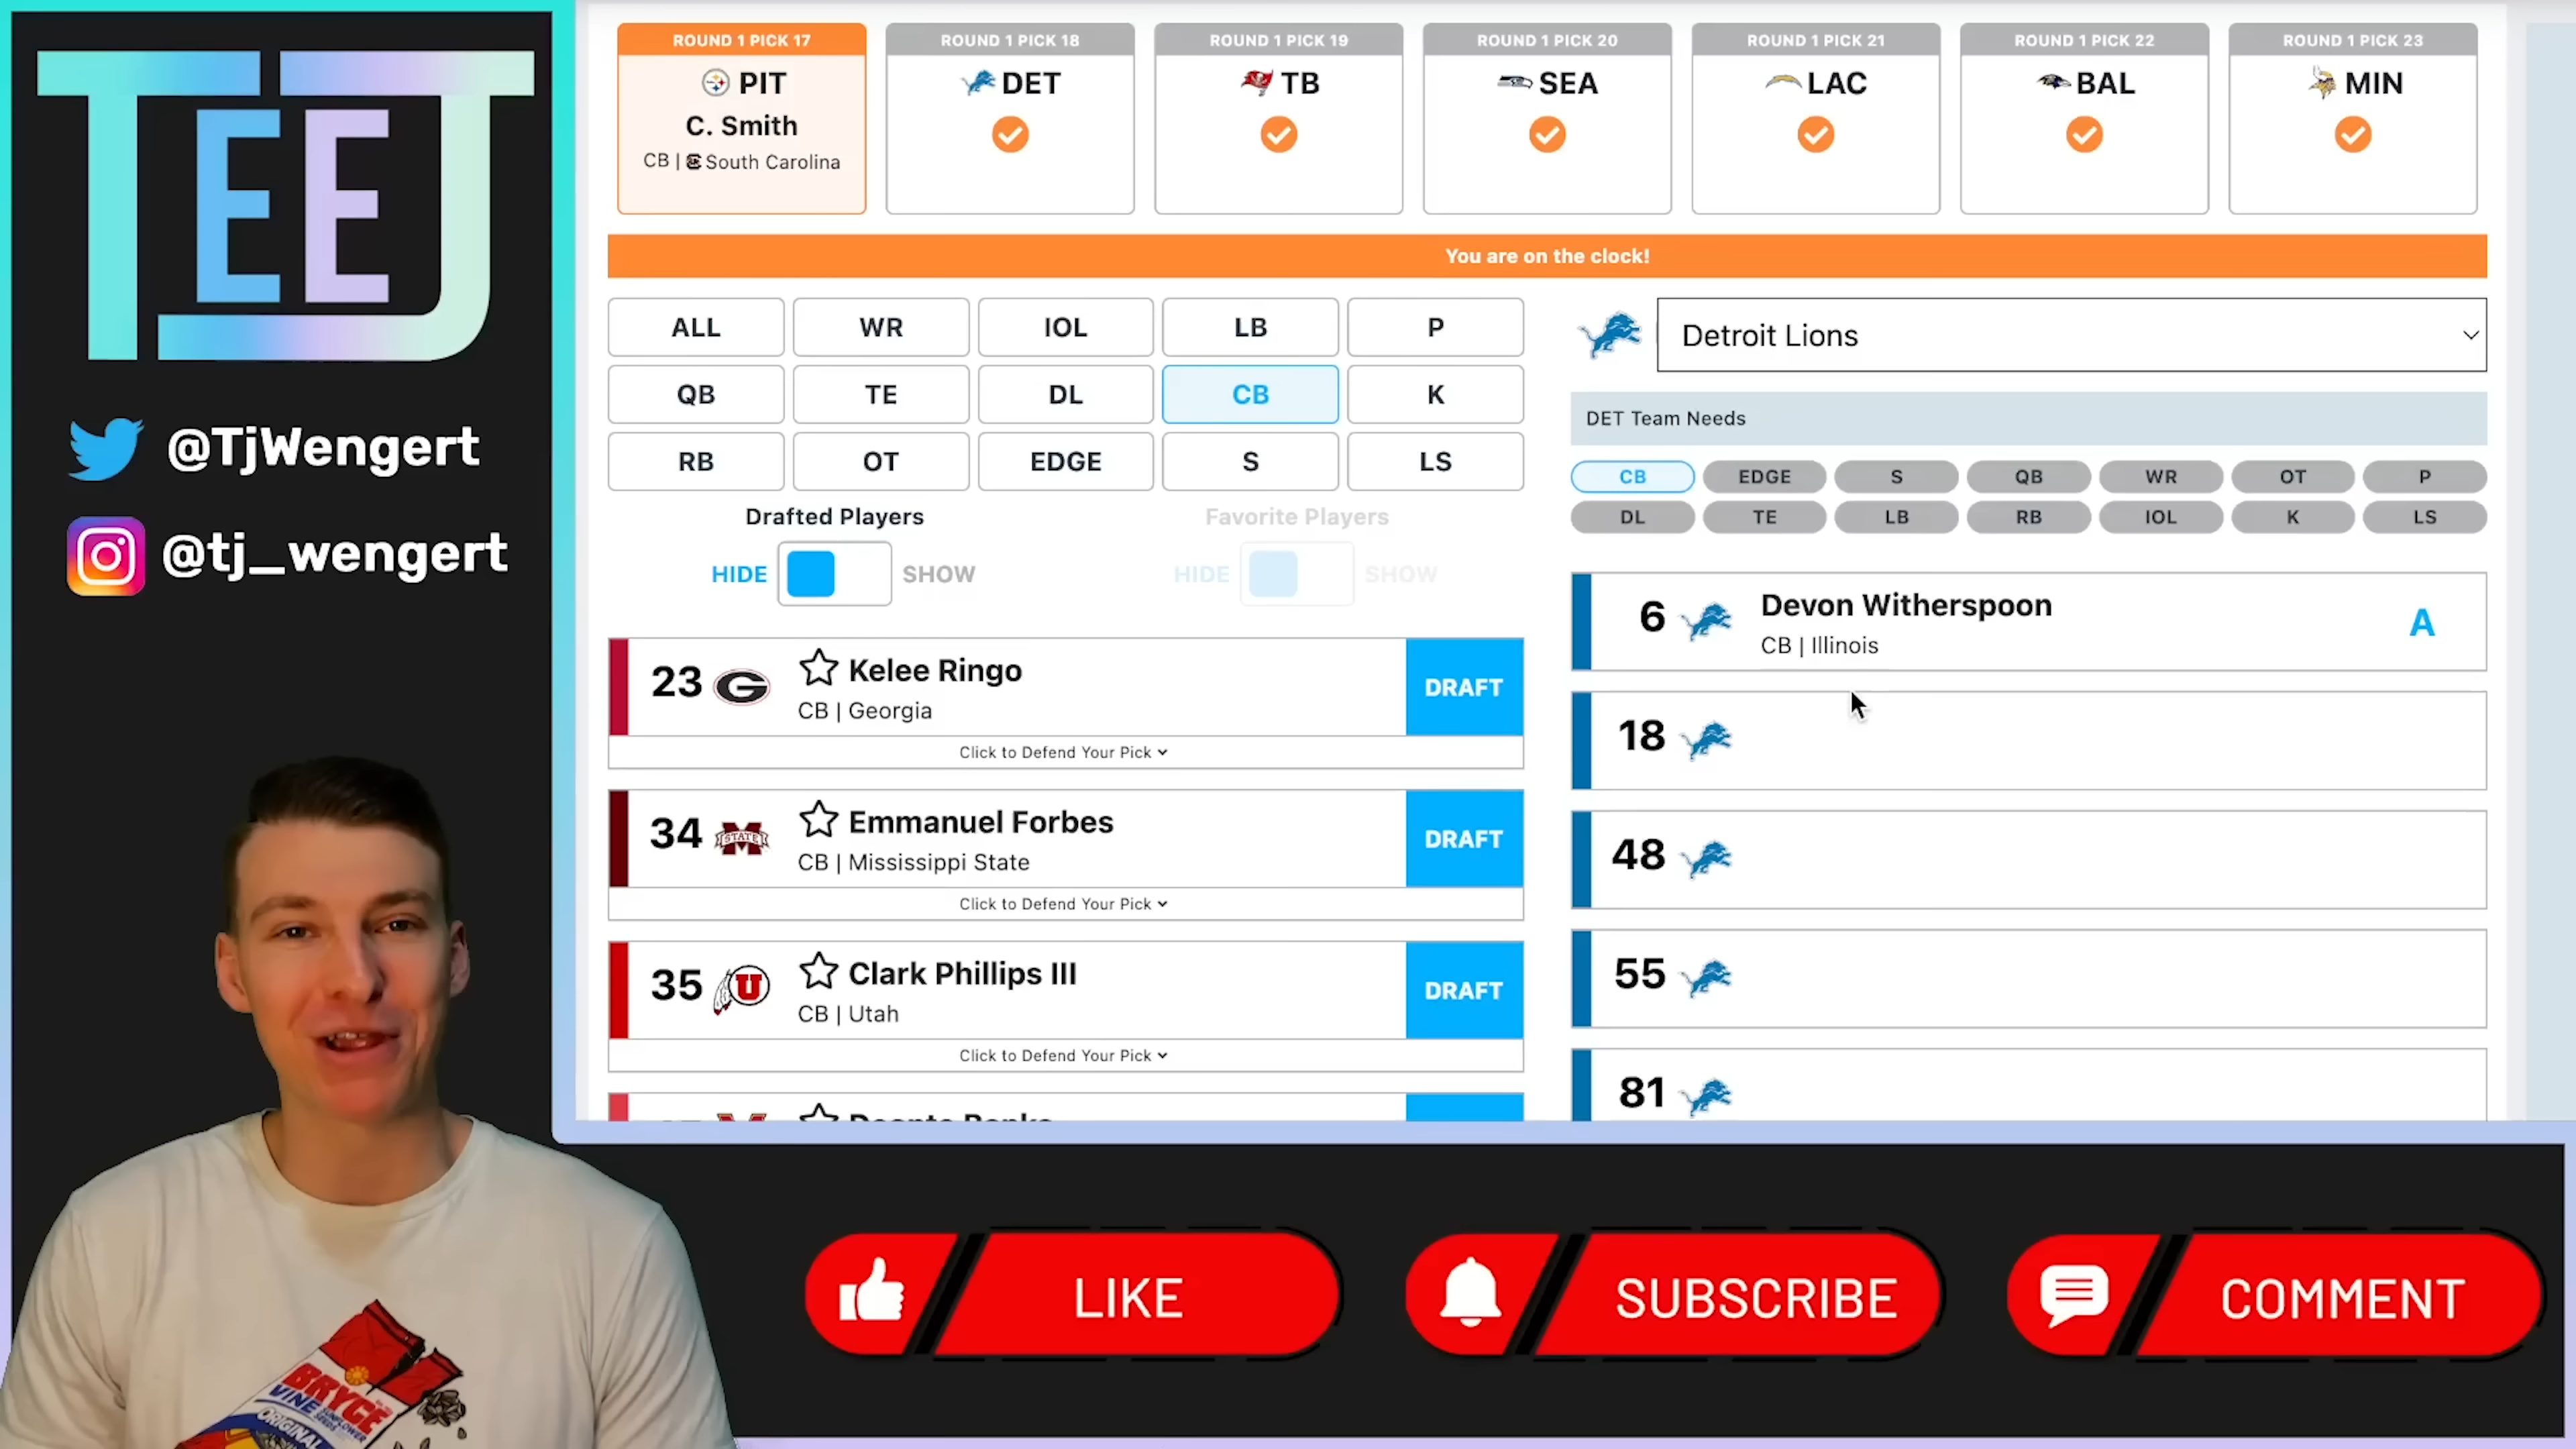 TEEJ
@TjWengert
@tj_wengert
ROUND 1 PICK 17
PIT
C. Smith
CB | South Carolina
ROUND 1 PICK 18
DET
ROUND 1 PICK 19
TB
ROUND 1 PICK 20
SEA
ROUND 1 PICK 21
LAC
ROUND 1 PICK 22
BAL
ROUND 1 PICK 23
MIN
You are on the clock!
ALL WR IOL LB P
QB TE DL CB K
RB OT EDGE S LS
Drafted Players
HIDE SHOW
Favorite Players
HIDE SHOW
23 G Kelee Ringo
CB | Georgia
DRAFT
Click to Defend Your Pick
34 M STATE Emmanuel Forbes
CB | Mississippi State
DRAFT
Click to Defend Your Pick
35 U Clark Phillips III
CB | Utah
DRAFT
Click to Defend Your Pick
Detroit Lions
DET Team Needs
CB EDGE S QB WR OT P
DL TE LB RB IOL K LS
6 Devon Witherspoon
CB | Illinois
A
18
48
55
81
BRYCE
VINE
ORIGINAL
LIKE
SUBSCRIBE
COMMENT